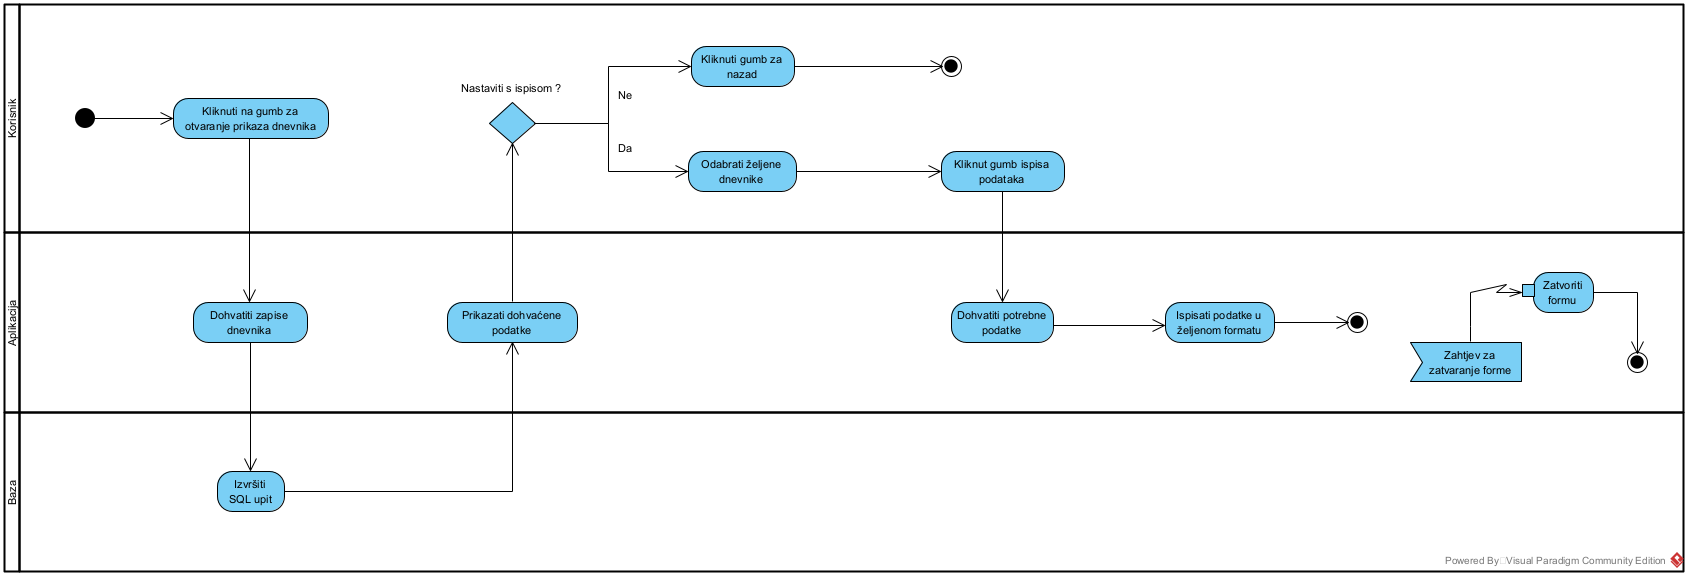 Korisnik
Kliknuti na gumb za
otvaranje prikaza dnevnika
Nastaviti s ispisom ?
Kliknuti gumb za
nazad
Ne
Da
Odabrati željene
dnevnike
Kliknut gumb ispisa
podataka
Aplikacija
Dohvatiti zapise
dnevnika
Prikazati dohvaćene
podatke
Dohvatiti potrebne
podatke
Ispisati podatke u
željenom formatu
Zatvoriti
formu
Zahtjev za
zatvaranje forme
Baza
Izvršiti
SQL upit
Powered By Visual Paradigm Community Edition